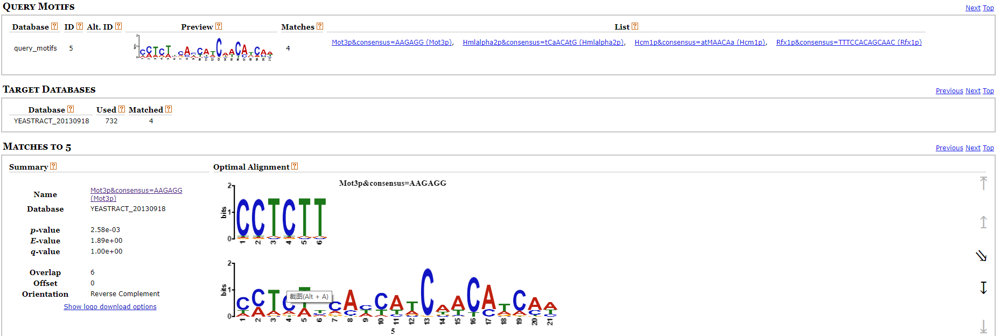 Query Motifs
Next Top
Database ? ID ? Alt. ID ? Preview ? Matches ? List ?
query_motifs 5 4 Mot3p&consensus=AAGAGG (Mot3p), Hmlalpha2p&consensus=tCaACAtG (Hmlalpha2p), Hcm1p&consensus=atMAACAa (Hcm1p), Rfx1p&consensus=TTTCCACAGCAAC (Rfx1p)
Target Databases
Previous Next Top
Database ? Used ? Matched ?
YEASTRACT_20130918 732 4
Matches to 5
Previous Next Top
Summary ? Optimal Alignment ?
Name Mot3p&consensus=AAGAGG
(Mot3p)
Database YEASTRACT_20130918
p-value 2.58e-03
E-value 1.89e+00
q-value 1.00e+00
Overlap 6
Offset 0
Orientation Reverse Complement
Show logo download options
Mot3p&consensus=AAGAGG
2
bits
1
0
CCTCTT
1 2 3 4 5 6
2
bits
1
0
截图(Alt + A)
1 2 3 4 5 6 7 8 9 10 11 12 13 14 15 16 17 18 19 20 21
5